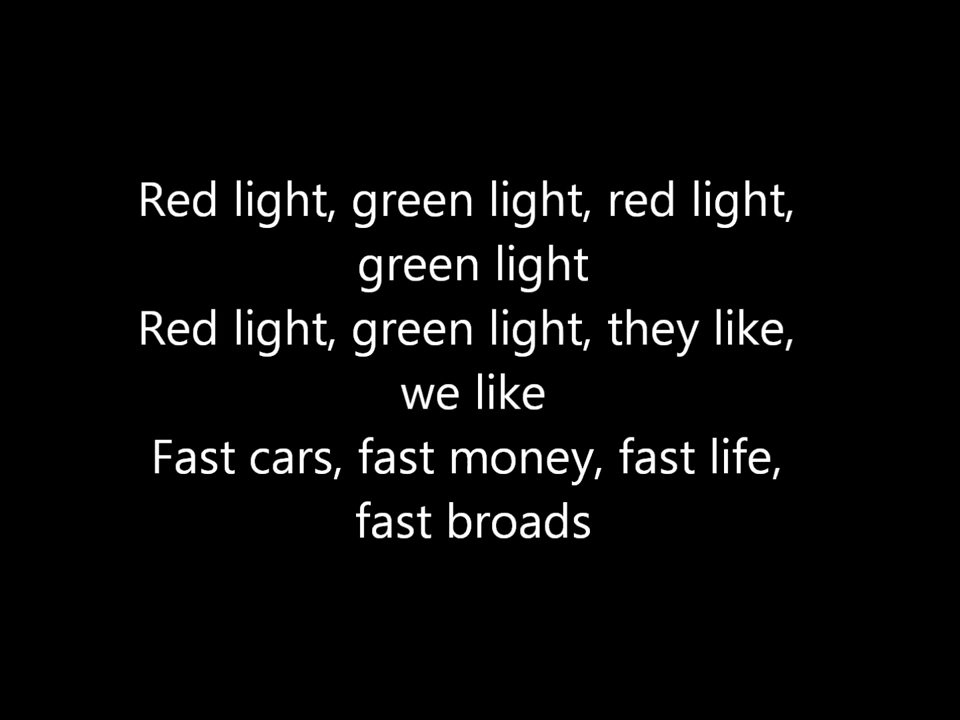 Red light, green light, red light,
green light
Red light, green light, they like,
we like
Fast cars, fast money, fast life,
fast broads